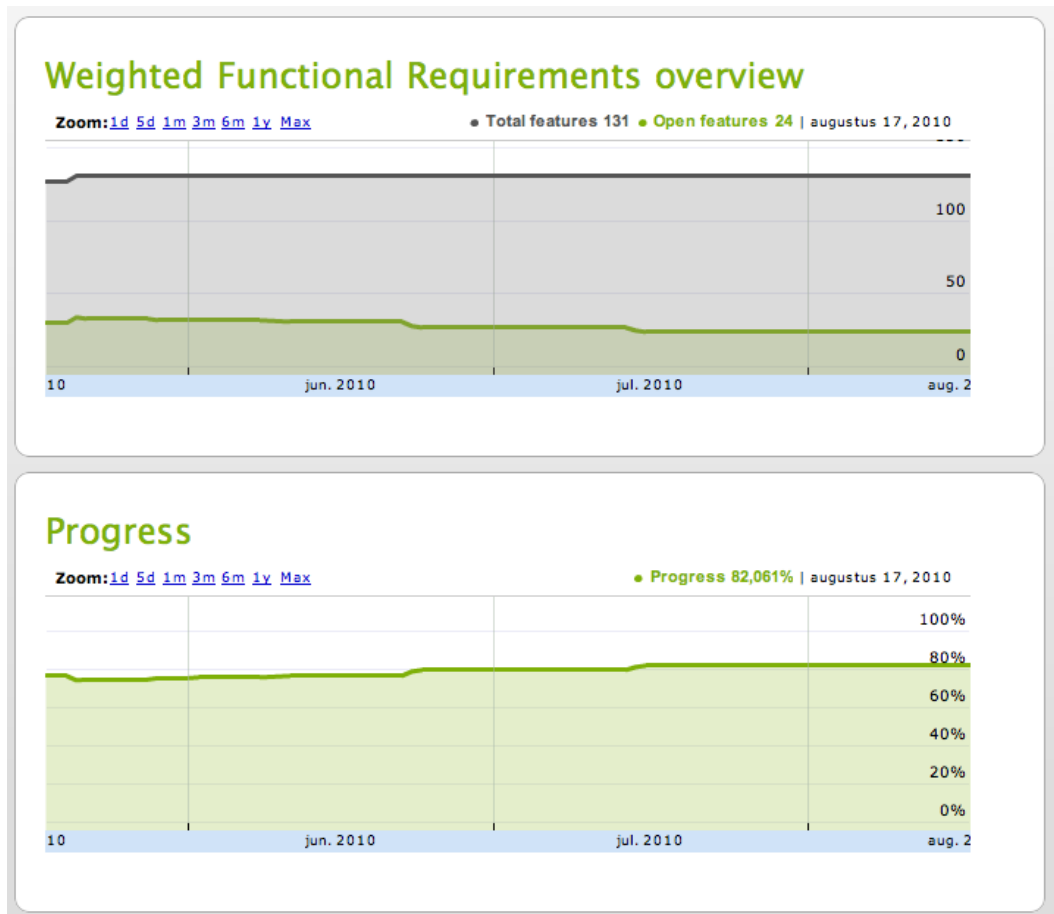 Weighted Functional Requirements overview
Zoom: 1d 5d 1m 3m 6m 1y Max ● Total features 131 ● Open features 24 | augustus 17, 2010
100
50
0
10 jun. 2010 jul. 2010 aug. 2
Progress
Zoom: 1d 5d 1m 3m 6m 1y Max ● Progress 82,061% | augustus 17, 2010
100%
80%
60%
40%
20%
0%
10 jun. 2010 jul. 2010 aug. 2